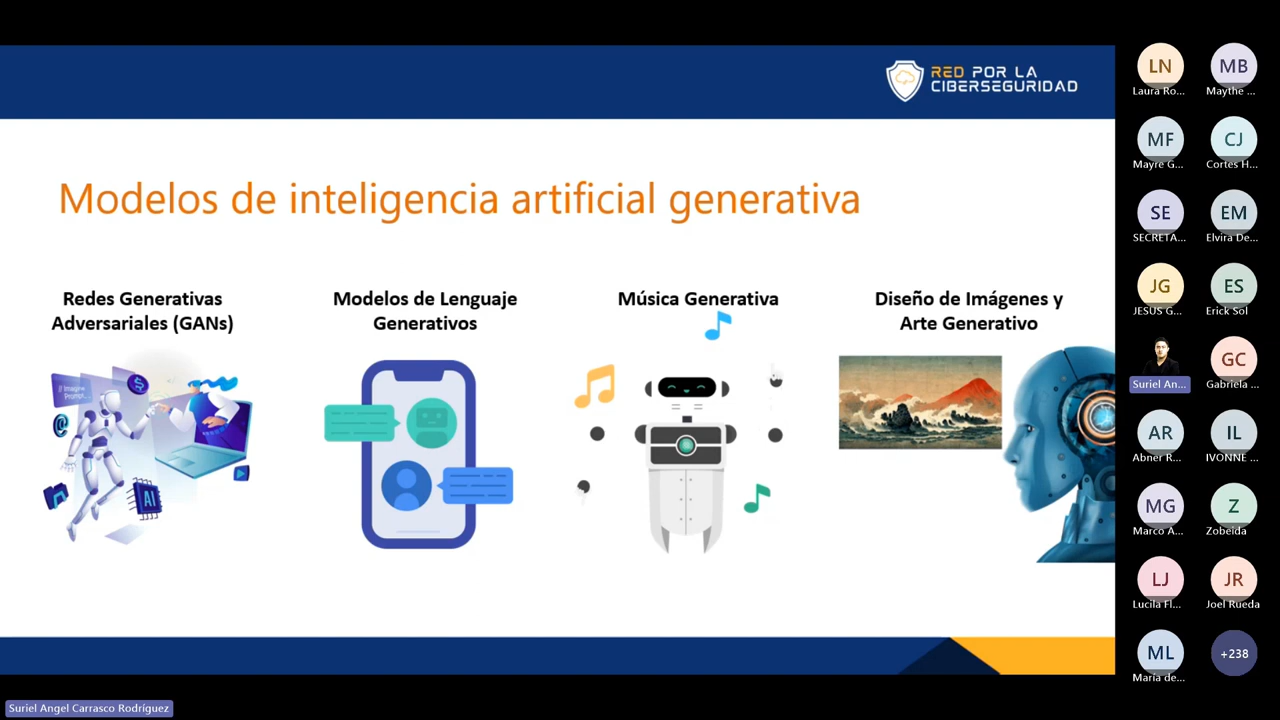 RED POR LA
CIBERSEGURIDAD
Modelos de inteligencia artificial generativa
Redes Generativas
Adversariales (GANs)
Modelos de Lenguaje
Generativos
Música Generativa
Diseño de Imágenes y
Arte Generativo
// Imagine
Prompt...
AI
LN
Laura Ro...
MB
Maythe ...
MF
Mayre G...
CJ
Cortes H...
SE
SECRETA...
EM
Elvira De...
JG
JESUS G...
ES
Erick Sol
Suriel An...
GC
Gabriela ...
AR
Abner R...
IL
IVONNE ...
MG
Marco A...
Z
Zobeida
LJ
Lucila Fl...
JR
Joel Rueda
ML
María de...
+238
Suriel Angel Carrasco Rodríguez